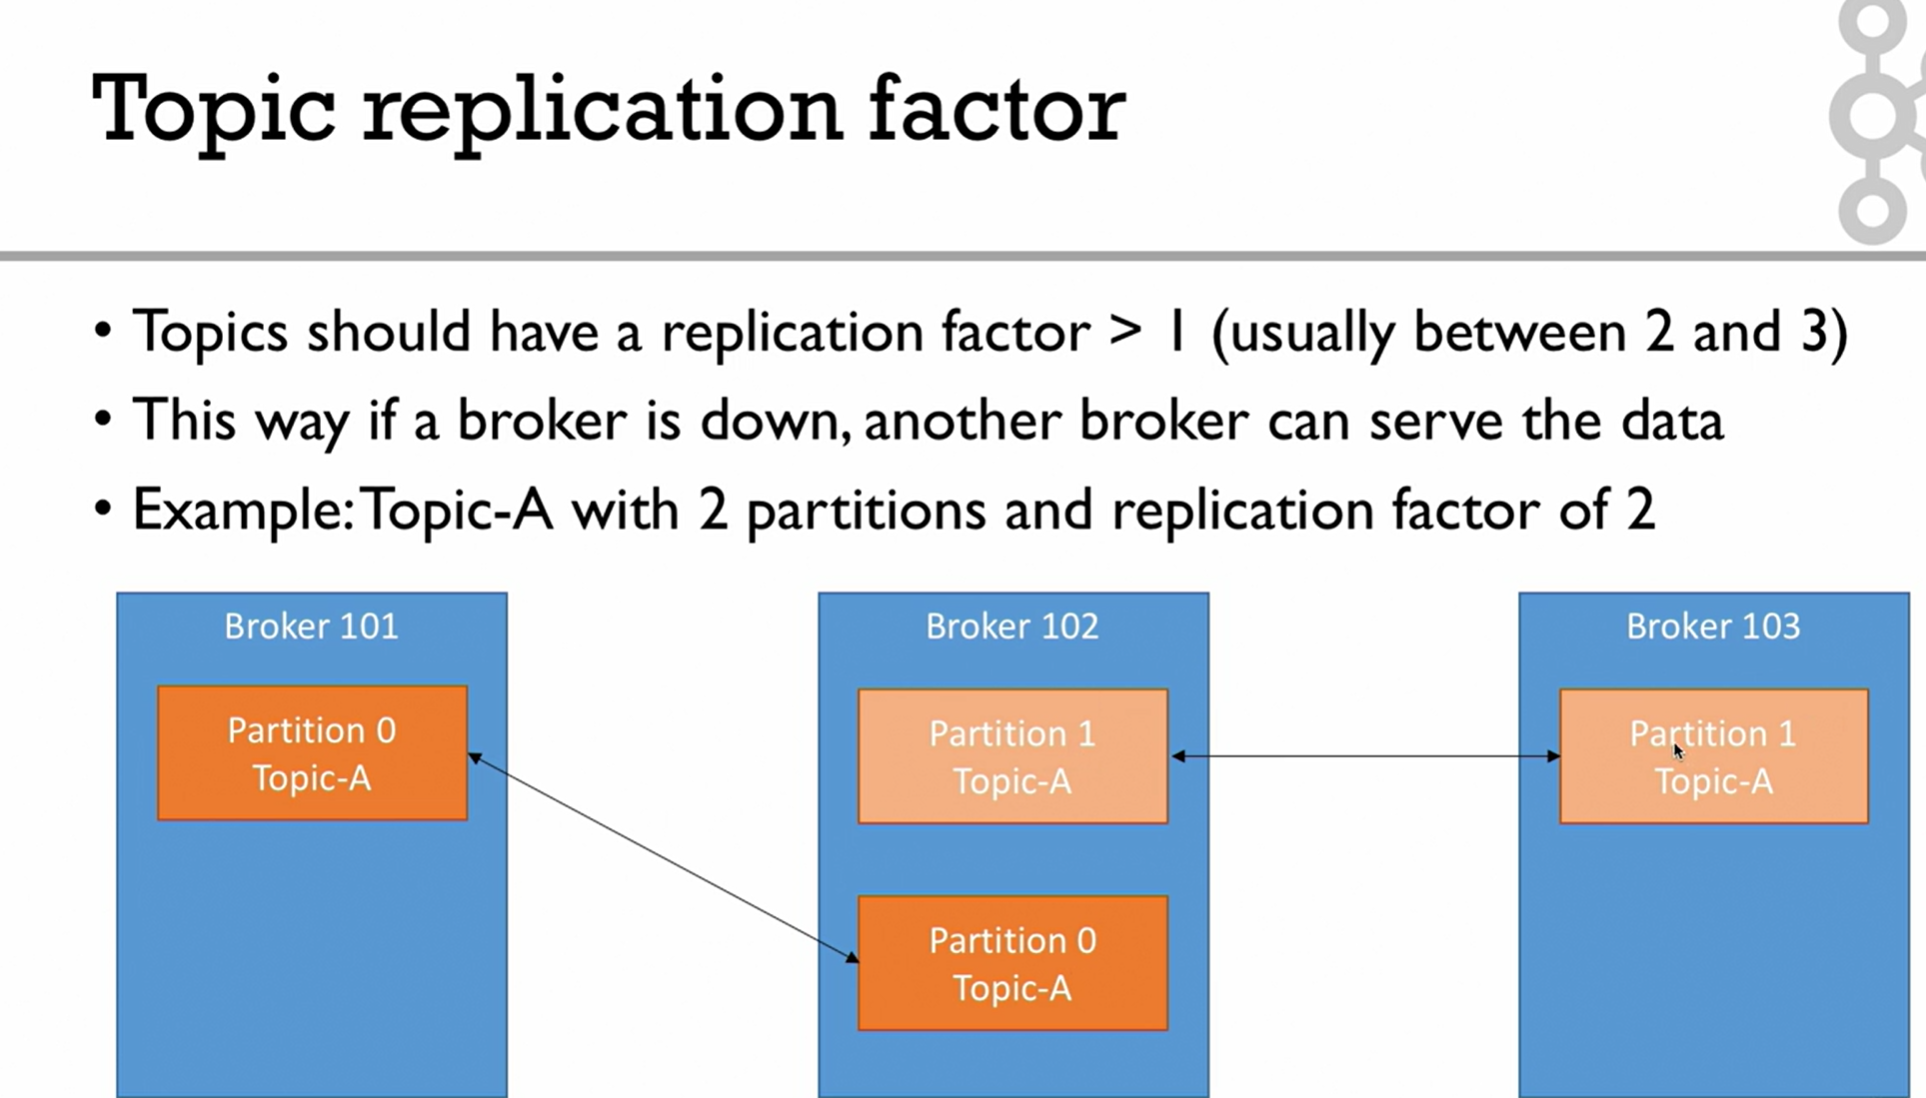 Topic replication factor
• Topics should have a replication factor > 1 (usually between 2 and 3)
• This way if a broker is down, another broker can serve the data
• Example: Topic-A with 2 partitions and replication factor of 2
Broker 101
Partition 0
Topic-A
Broker 102
Partition 1
Topic-A
Partition 0
Topic-A
Broker 103
Partition 1
Topic-A